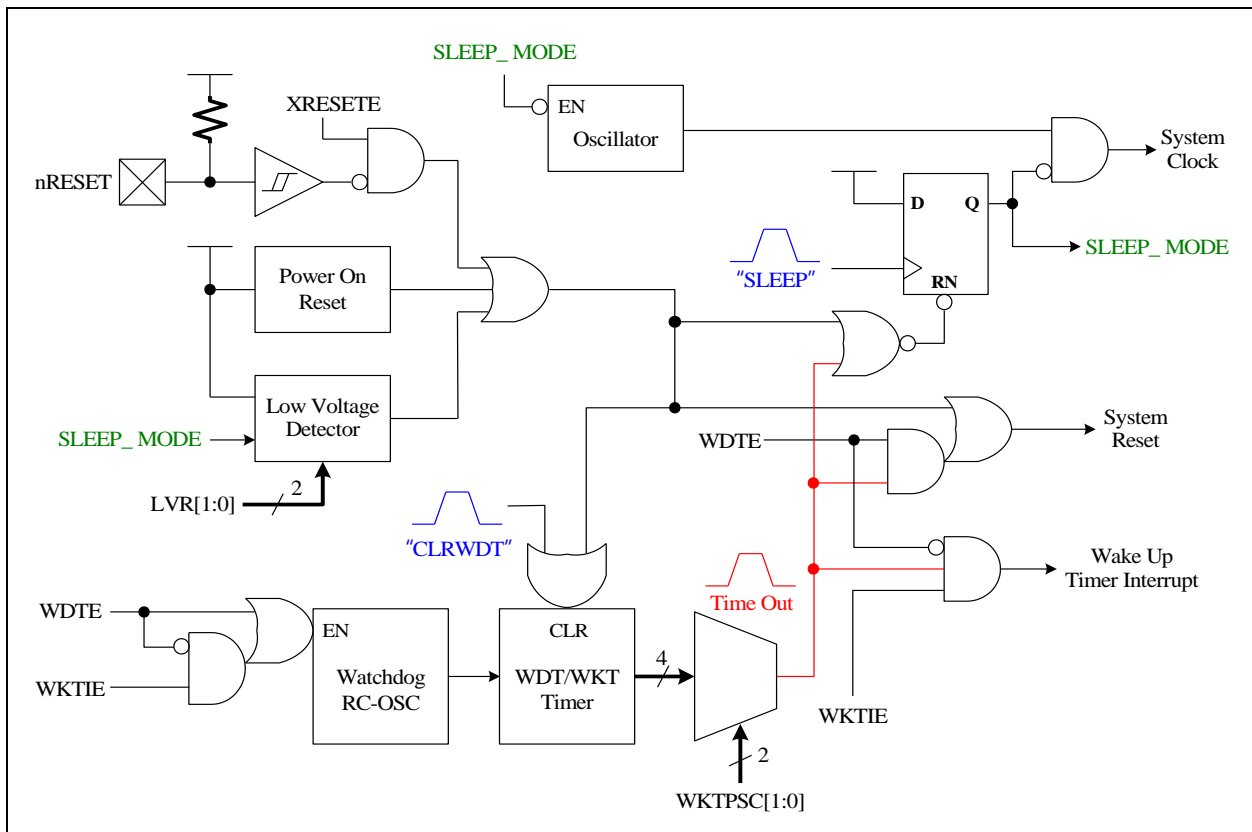 SLEEP_ MODE
XRESETE
EN
Oscillator
System
Clock
nRESET
D
Q
SLEEP_ MODE
"SLEEP"
RN
Power On
Reset
Low Voltage
Detector
SLEEP_ MODE
WDTE
System
Reset
LVR[1:0]
2
"CLRWDT"
Wake Up
Timer Interrupt
Time Out
WDTE
EN
CLR
4
Watchdog
RC-OSC
WDT/WKT
Timer
WKTIE
WKTIE
2
WKTPSC[1:0]